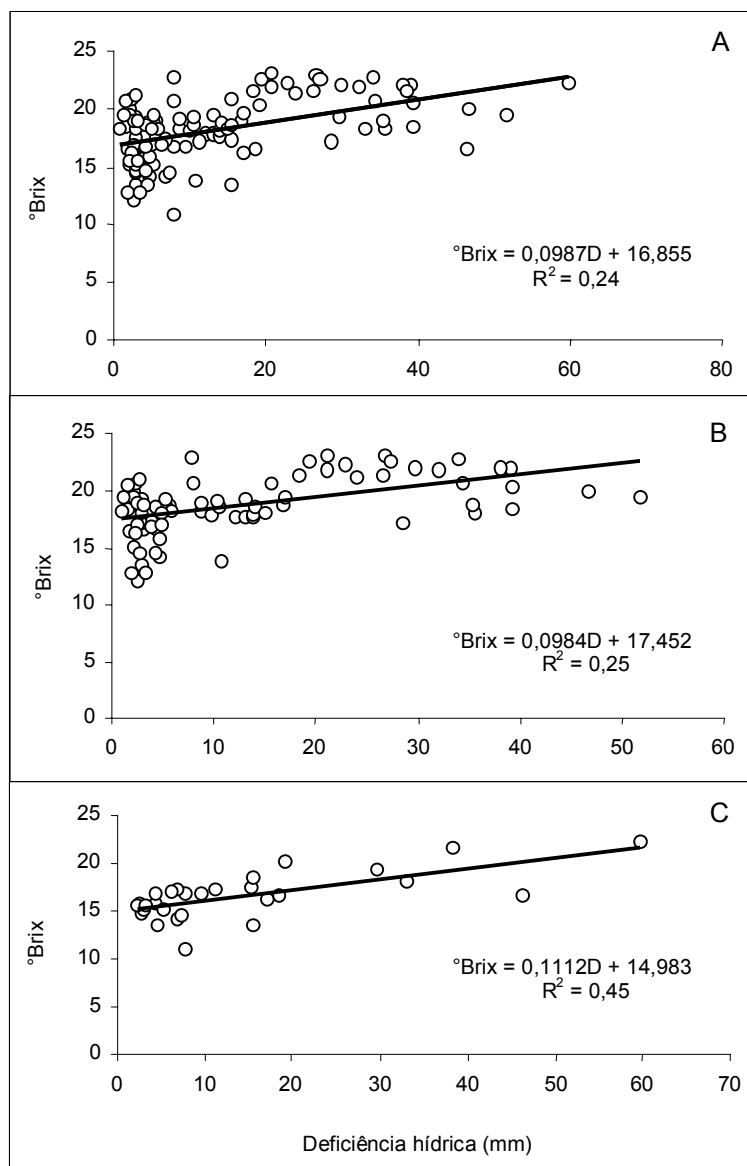 A
25
20
15
10
5
0
°Brix
°Brix = 0,0987D + 16,855
R² = 0,24
0 20 40 60 80
B
25
20
15
10
5
0
°Brix
°Brix = 0,0984D + 17,452
R² = 0,25
0 10 20 30 40 50 60
C
25
20
15
10
5
0
°Brix
°Brix = 0,1112D + 14,983
R² = 0,45
0 10 20 30 40 50 60 70
Deficiência hídrica (mm)